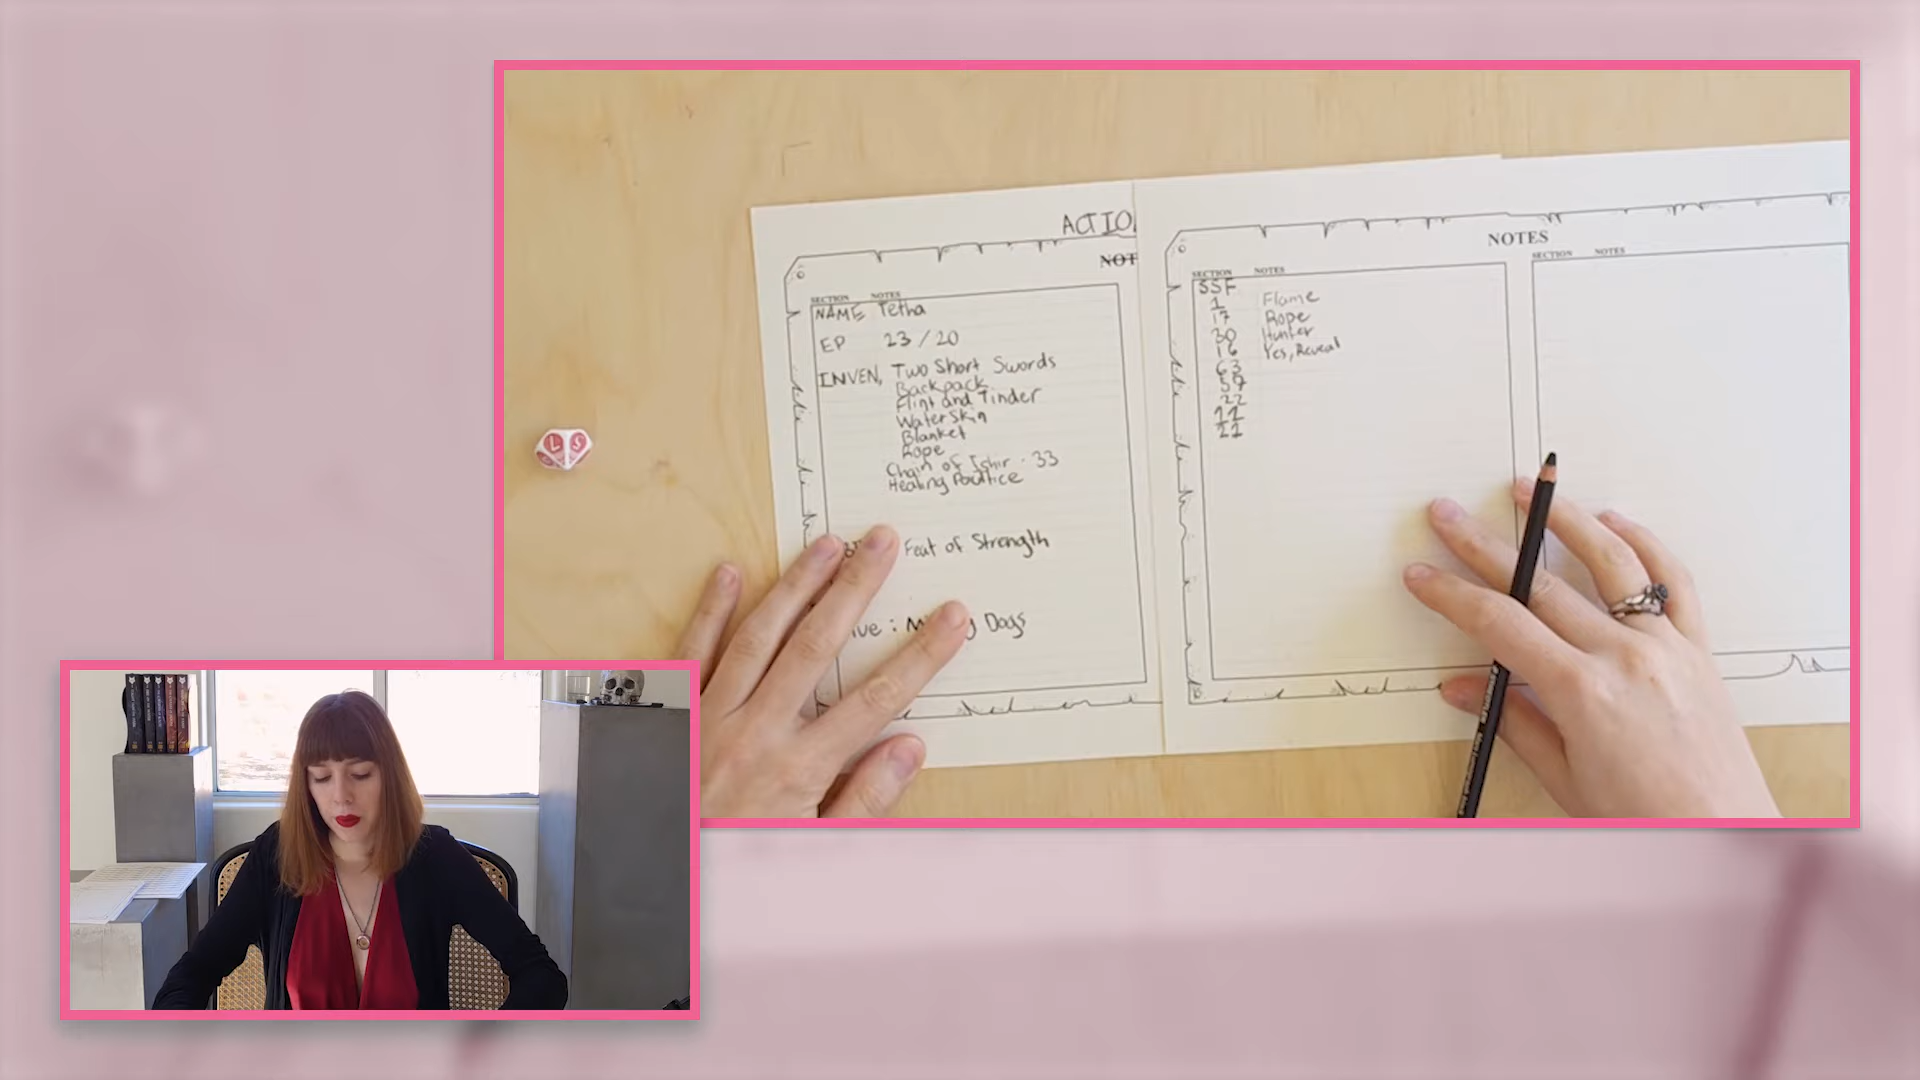 ACTIO
NOT
SECTION NOTES
NAME Tetha
EP 23/20
INVEN, Two Short Swords
Backpack
Flint and Tinder
Waterskin
Blanket
Rope
Chain of Ishir · 33
Healing Poultice
Feat of Strength
Dogs
NOTES
SECTION NOTES
SSF
1 Flame
17 Rope
30 Hunter
16 Yes, Reveal
63
57
22
11
21
SECTION NOTES
L S